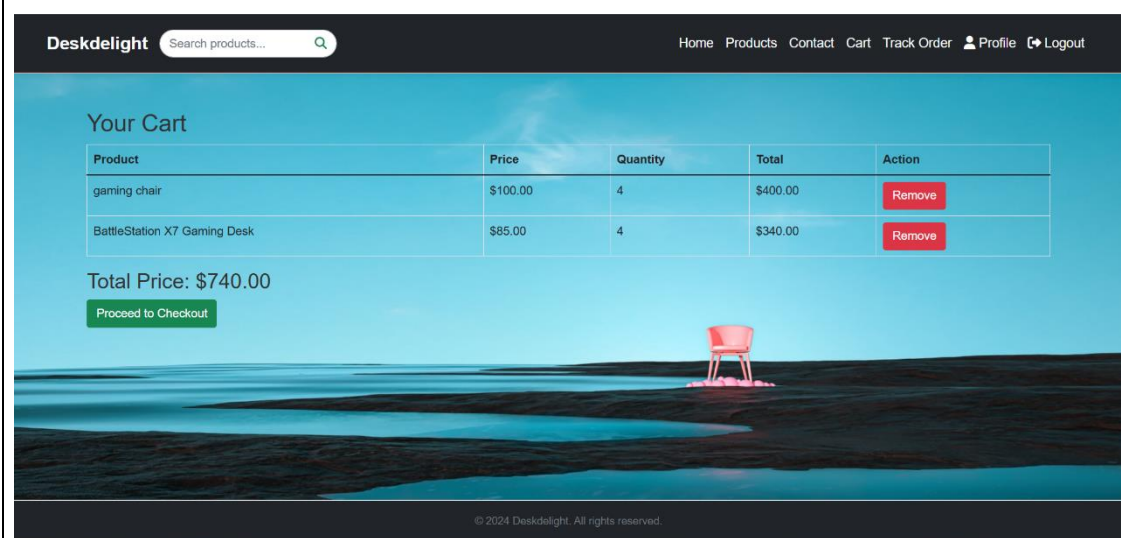 Deskdelight Search products... Home Products Contact Cart Track Order Profile Logout
Your Cart
Product Price Quantity Total Action
gaming chair $100.00 4 $400.00 Remove
BattleStation X7 Gaming Desk $85.00 4 $340.00 Remove
Total Price: $740.00
Proceed to Checkout
© 2024 Deskdelight. All rights reserved.